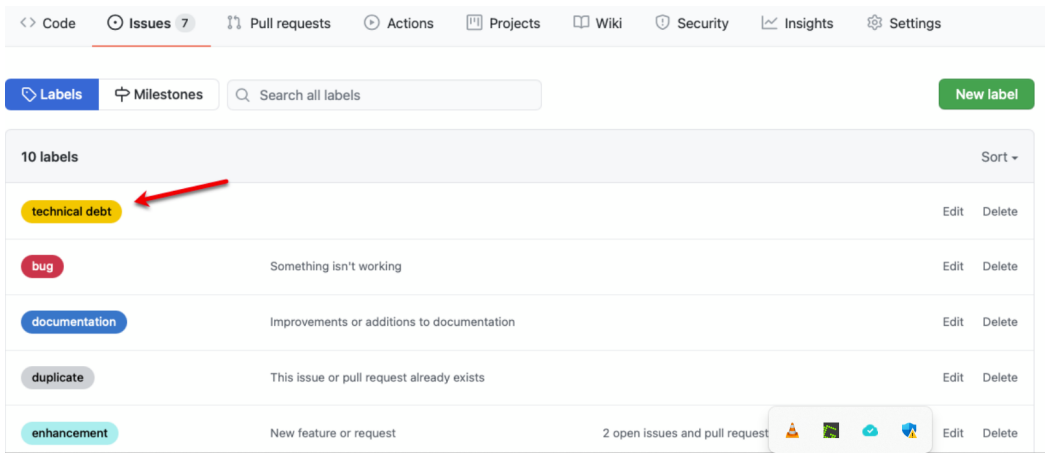 Code Issues 7 Pull requests Actions Projects Wiki Security Insights Settings
Labels Milestones Search all labels New label
10 labels Sort
technical debt Edit Delete
bug Something isn't working Edit Delete
documentation Improvements or additions to documentation Edit Delete
duplicate This issue or pull request already exists Edit Delete
enhancement New feature or request 2 open issues and pull request Edit Delete